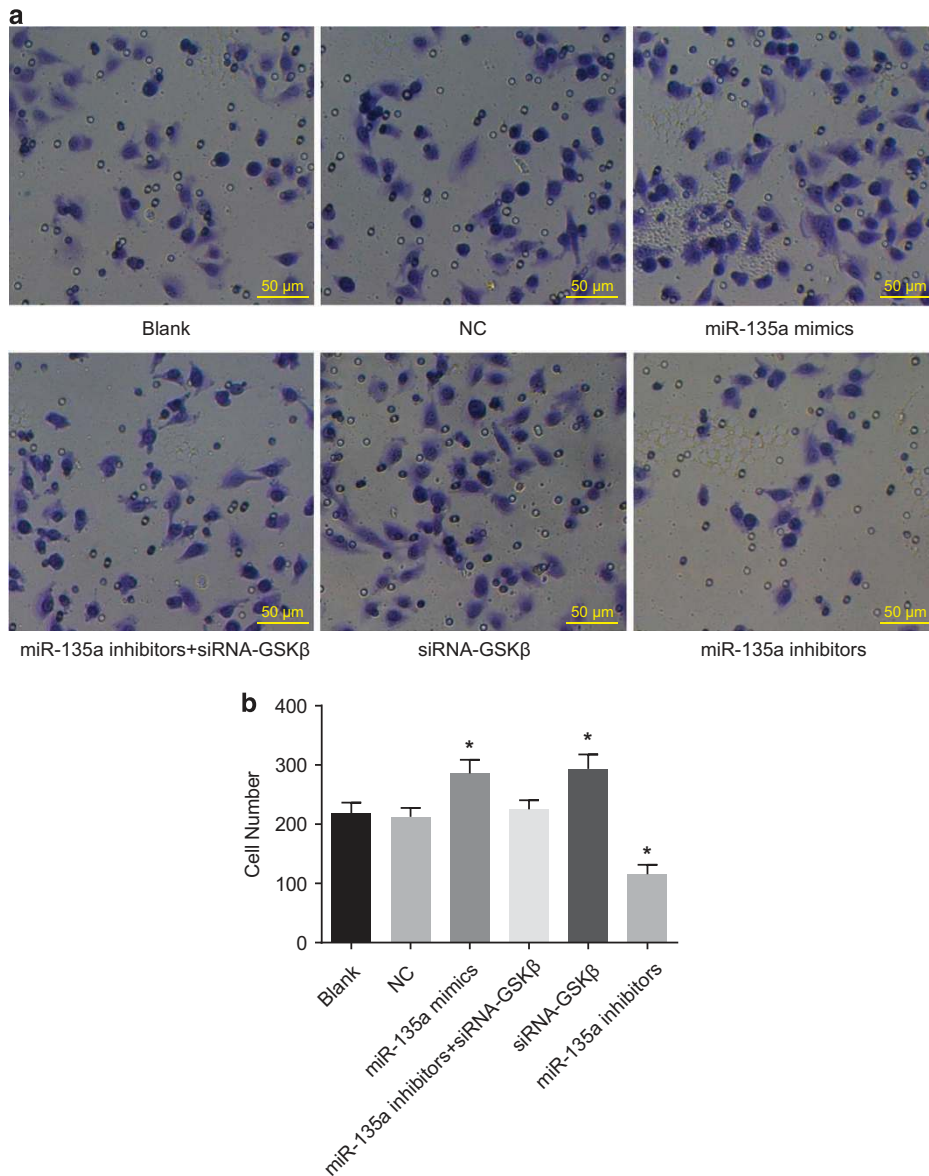 a
50 µm
50 µm
50 µm
Blank
NC
miR-135a mimics
50 µm
50 µm
50 µm
miR-135a inhibitors+siRNA-GSKβ
siRNA-GSKβ
miR-135a inhibitors
b
400
300
200
100
0
Cell Number
*
*
*
Blank
NC
miR-135a mimics
miR-135a inhibitors+siRNA-GSKβ
siRNA-GSKβ
miR-135a inhibitors